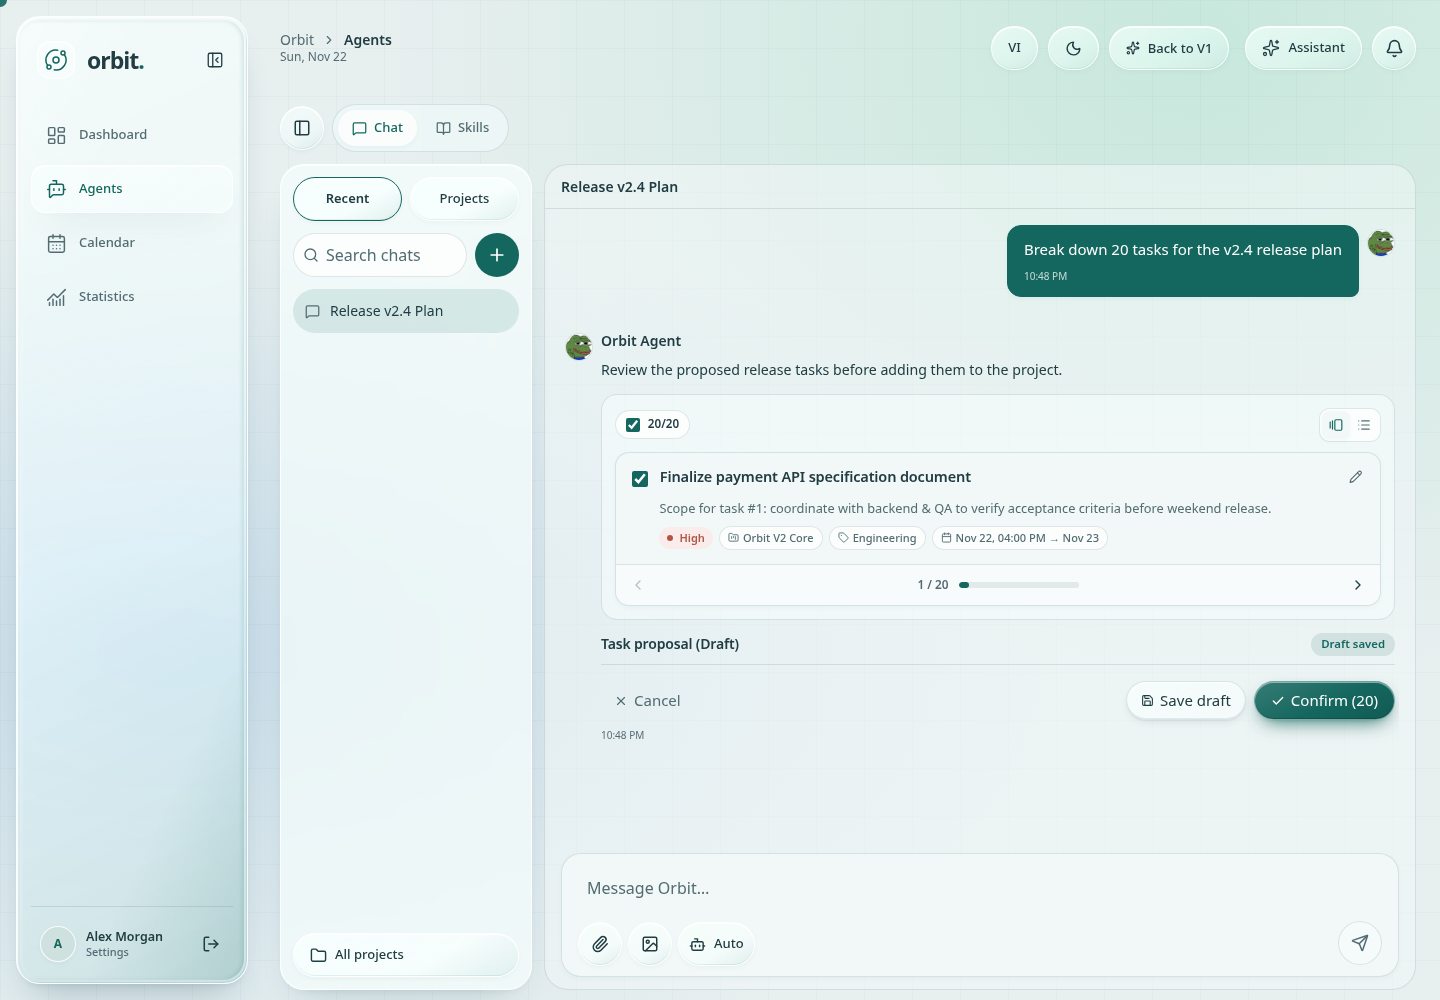 orbit.
Dashboard
Agents
Calendar
Statistics
A
Alex Morgan
Settings
Orbit > Agents
Sun, Nov 22
VI
Back to V1
Assistant
Chat
Skills
Recent
Projects
Search chats
Release v2.4 Plan
All projects
Release v2.4 Plan
Break down 20 tasks for the v2.4 release plan
10:48 PM
Orbit Agent
Review the proposed release tasks before adding them to the project.
20/20
Finalize payment API specification document
Scope for task #1: coordinate with backend & QA to verify acceptance criteria before weekend release.
High
Orbit V2 Core
Engineering
Nov 22, 04:00 PM → Nov 23
1 / 20
Task proposal (Draft)
Draft saved
Cancel
Save draft
Confirm (20)
10:48 PM
Message Orbit...
Auto